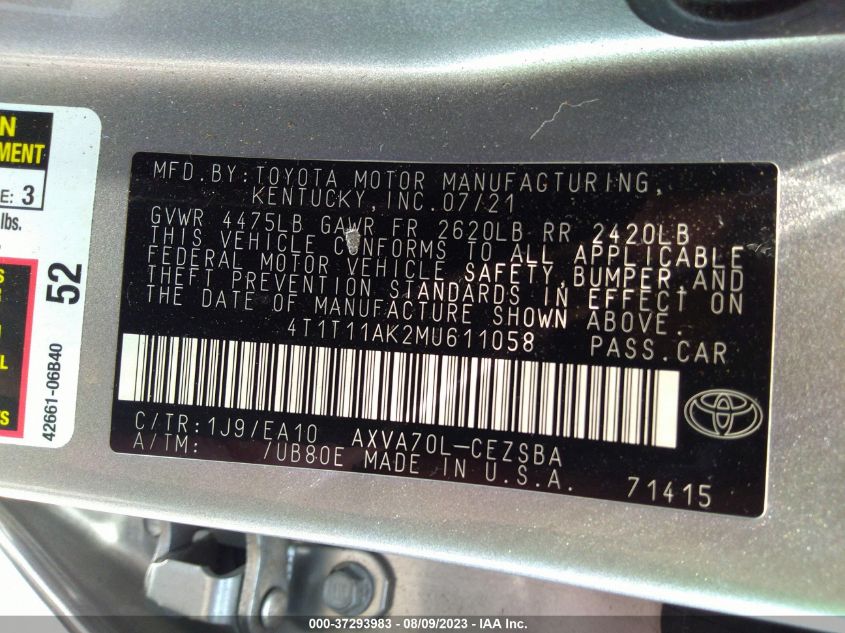 N
MENT
E: 3
lbs.
S
L
TS
52
42661-06B40
MFD.BY:TOYOTA MOTOR MANUFACTURING,
KENTUCKY,INC.07/21
GVWR 4475LB GAWR FR 2620LB RR 2420LB
THIS VEHICLE CONFORMS TO ALL APPLICABLE
FEDERAL MOTOR VEHICLE SAFETY,BUMPER,AND
THEFT PREVENTION STANDARDS IN EFFECT ON
THE DATE OF MANUFACTURE SHOWN ABOVE.
4T1T11AK2MU611058 PASS.CAR
C/TR:1J9/EA10 AXVA70L-CEZSBA
A/TM: /UB80E MADE IN U.S.A.
71415
000-37293983 / 08/09/2023 - IAA Inc.